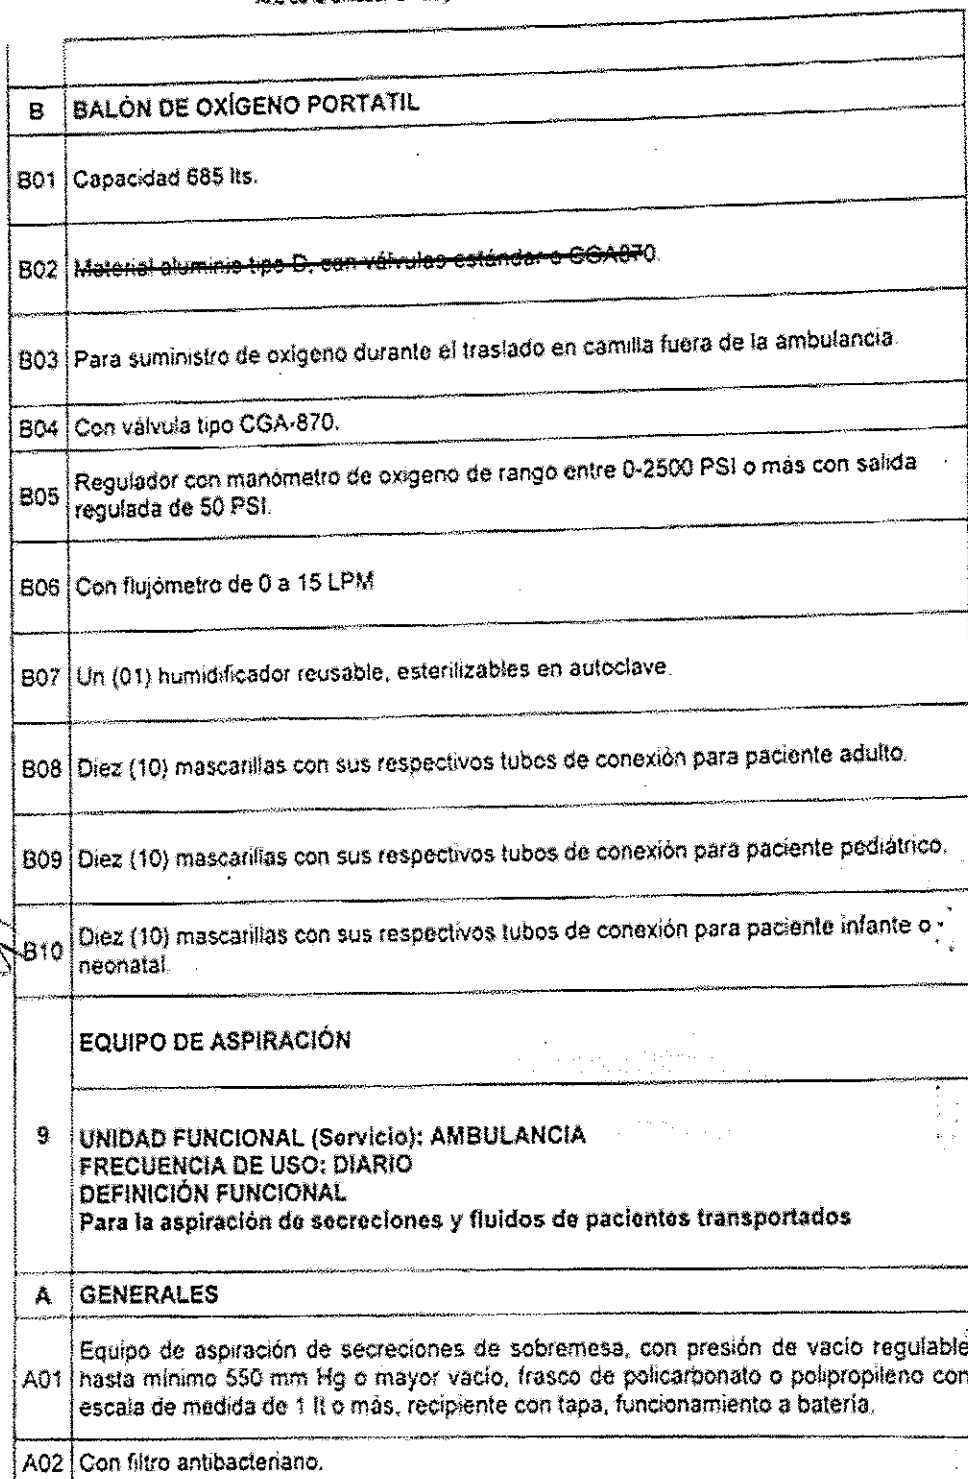 B BALÓN DE OXÍGENO PORTATIL
B01 Capacidad 685 lts.
B02 Material aluminio tipo D, con válvulas estándar o CGA870.
B03 Para suministro de oxígeno durante el traslado en camilla fuera de la ambulancia.
B04 Con válvula tipo CGA-870.
B05 Regulador con manómetro de oxigeno de rango entre 0-2500 PSI o más con salida
regulada de 50 PSI.
B06 Con flujómetro de 0 a 15 LPM
B07 Un (01) humidificador reusable, esterilizables en autoclave.
B08 Diez (10) mascarillas con sus respectivos tubos de conexión para paciente adulto.
B09 Diez (10) mascarillas con sus respectivos tubos de conexión para paciente pediátrico.
B10 Diez (10) mascarillas con sus respectivos tubos de conexión para paciente infante o
neonatal.
EQUIPO DE ASPIRACIÓN
9 UNIDAD FUNCIONAL (Servicio): AMBULANCIA
FRECUENCIA DE USO: DIARIO
DEFINICIÓN FUNCIONAL
Para la aspiración de secreciones y fluidos de pacientes transportados
A GENERALES
A01 Equipo de aspiración de secreciones de sobremesa, con presión de vacío regulable
hasta mínimo 550 mm Hg o mayor vacío, frasco de policarbonato o polipropileno con
escala de medida de 1 lt o más, recipiente con tapa, funcionamiento a batería.
A02 Con filtro antibacteriano.